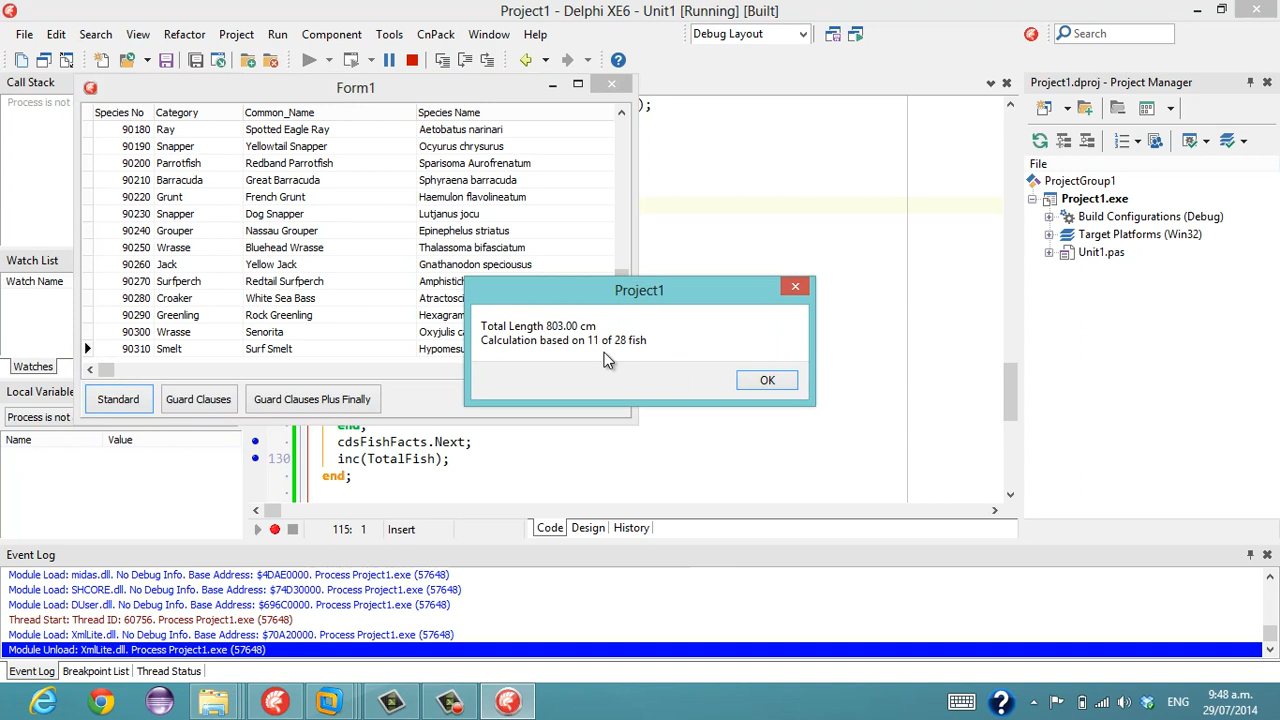 Project1 - Delphi XE6 - Unit1 [Running] [Built]
File Edit Search View Refactor Project Run Component Tools CnPack Window Help
Debug Layout
Search
Call Stack
Process is not
Watch List
Watch Name
Watches
Local Variable
Process is not
Name Value
Form1
Species No Category Common_Name Species Name
90180 Ray Spotted Eagle Ray Aetobatus narinari
90190 Snapper Yellowtail Snapper Ocyurus chrysurus
90200 Parrotfish Redband Parrotfish Sparisoma Aurofrenatum
90210 Barracuda Great Barracuda Sphyraena barracuda
90220 Grunt French Grunt Haemulon flavolineatum
90230 Snapper Dog Snapper Lutjanus jocu
90240 Grouper Nassau Grouper Epinephelus striatus
90250 Wrasse Bluehead Wrasse Thalassoma bifasciatum
90260 Jack Yellow Jack Gnathanodon speciousus
90270 Surfperch Redtail Surfperch Amphistic
90280 Croaker White Sea Bass Atractosc
90290 Greenling Rock Greenling Hexagram
90300 Wrasse Senorita Oxyjulis ca
90310 Smelt Surf Smelt Hypomesu
Standard Guard Clauses Guard Clauses Plus Finally
Project1
Total Length 803.00 cm
Calculation based on 11 of 28 fish
OK
);
end;
cdsFishFacts.Next;
130 inc(TotalFish);
end;
115: 1 Insert Code Design History
Project1.dproj - Project Manager
File
ProjectGroup1
Project1.exe
Build Configurations (Debug)
Target Platforms (Win32)
Unit1.pas
Event Log
Module Load: midas.dll. No Debug Info. Base Address: $4DAE0000. Process Project1.exe (57648)
Module Load: SHCORE.dll. No Debug Info. Base Address: $74D30000. Process Project1.exe (57648)
Module Load: DUser.dll. No Debug Info. Base Address: $696C0000. Process Project1.exe (57648)
Thread Start: Thread ID: 60756. Process Project1.exe (57648)
Module Load: XmlLite.dll. No Debug Info. Base Address: $70A20000. Process Project1.exe (57648)
Module Unload: XmlLite.dll. Process Project1.exe (57648)
Event Log Breakpoint List Thread Status
ENG
9:48 a.m.
29/07/2014